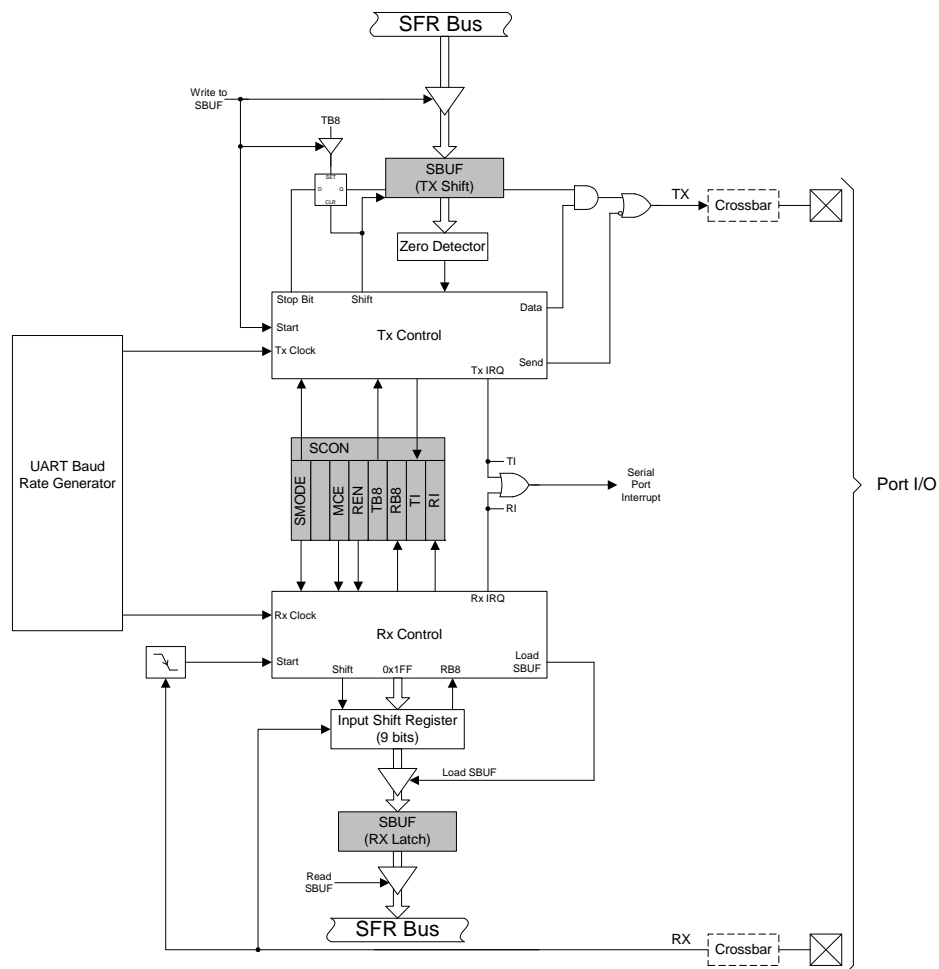 SFR Bus
Write to
SBUF
TB8
SET
D
Q
CLR
SBUF
(TX Shift)
TX
Crossbar
Zero Detector
Stop Bit
Shift
Data
Start
Tx Control
Tx Clock
Send
Tx IRQ
UART Baud
Rate Generator
SCON
SMODE
MCE
REN
TB8
RB8
TI
RI
TI
RI
Serial
Port
Interrupt
Port I/O
Rx IRQ
Rx Clock
Rx Control
Start
Load
SBUF
Shift
0x1FF
RB8
Input Shift Register
(9 bits)
Load SBUF
SBUF
(RX Latch)
Read
SBUF
SFR Bus
RX
Crossbar